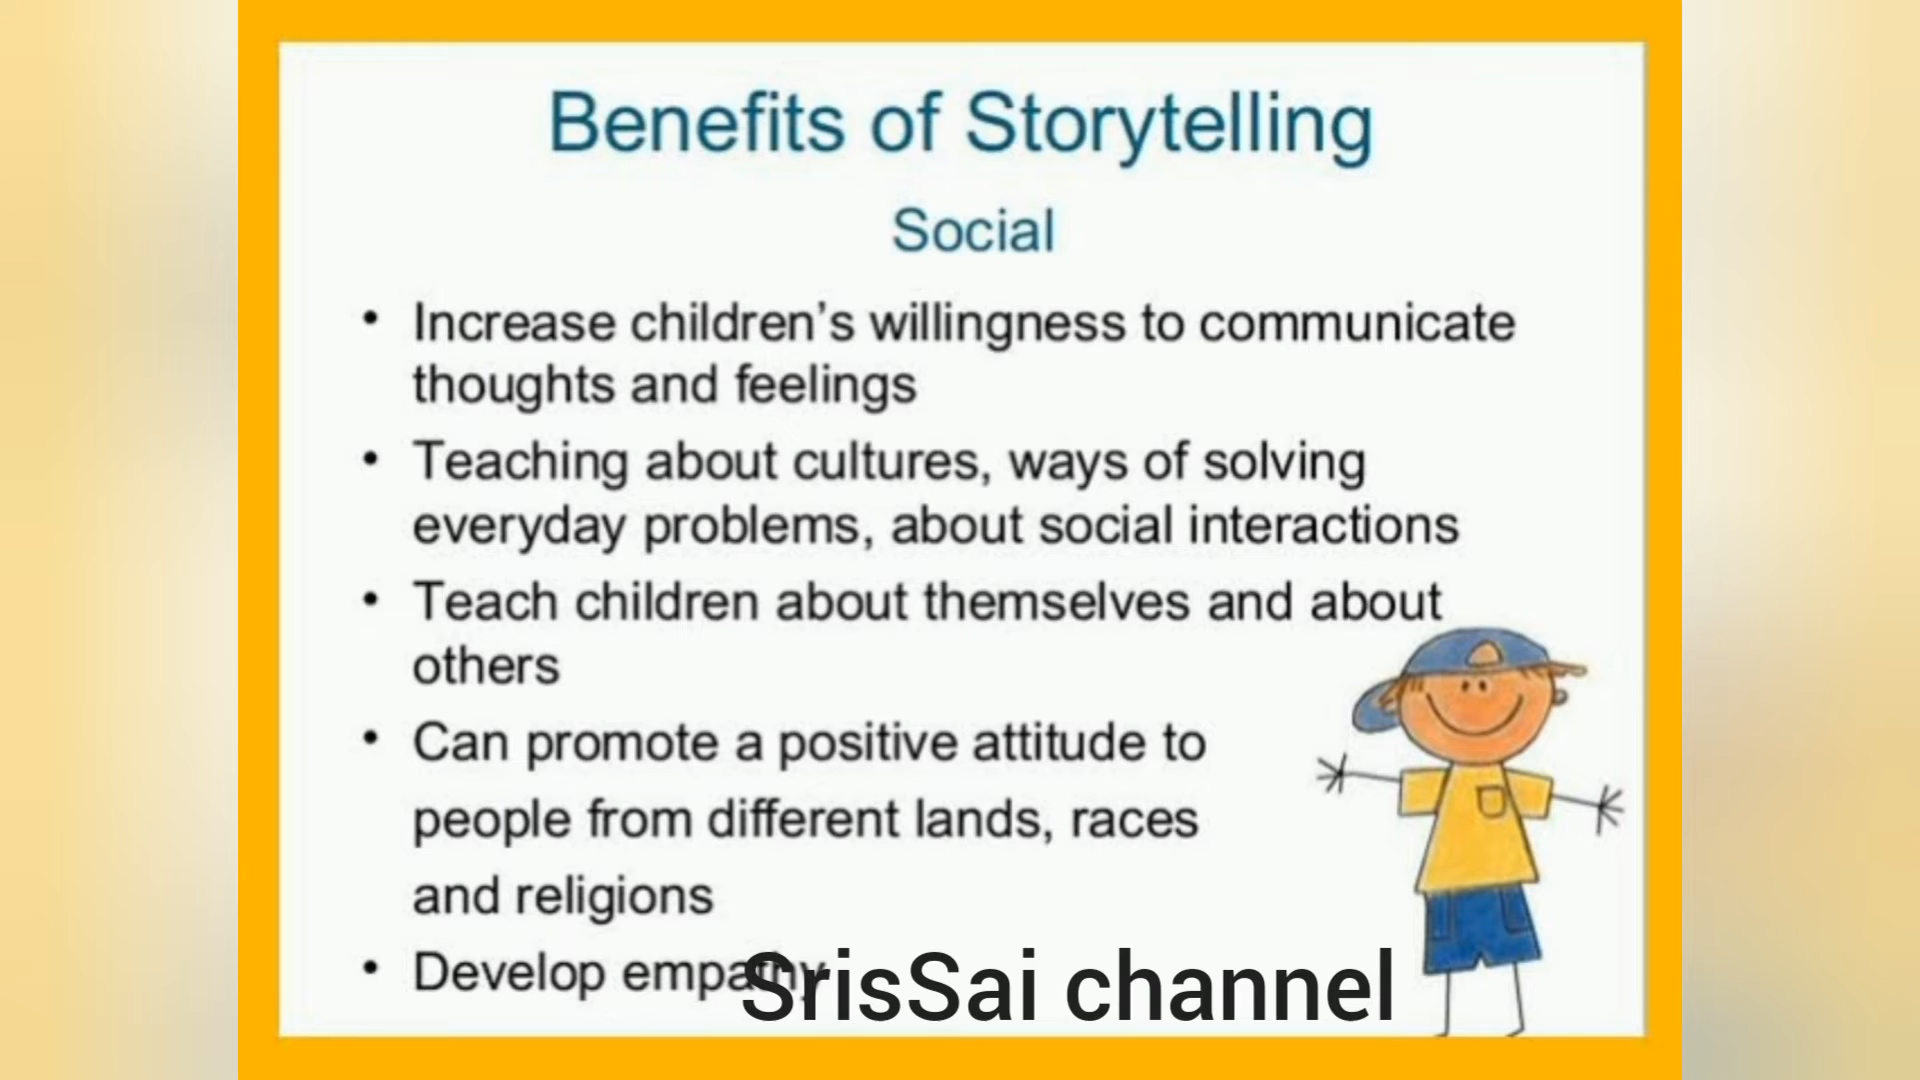 Benefits of Storytelling
Social
• Increase children's willingness to communicate
thoughts and feelings
• Teaching about cultures, ways of solving
everyday problems, about social interactions
• Teach children about themselves and about
others
• Can promote a positive attitude to
people from different lands, races
and religions
• Develop empathy
SrisSai channel